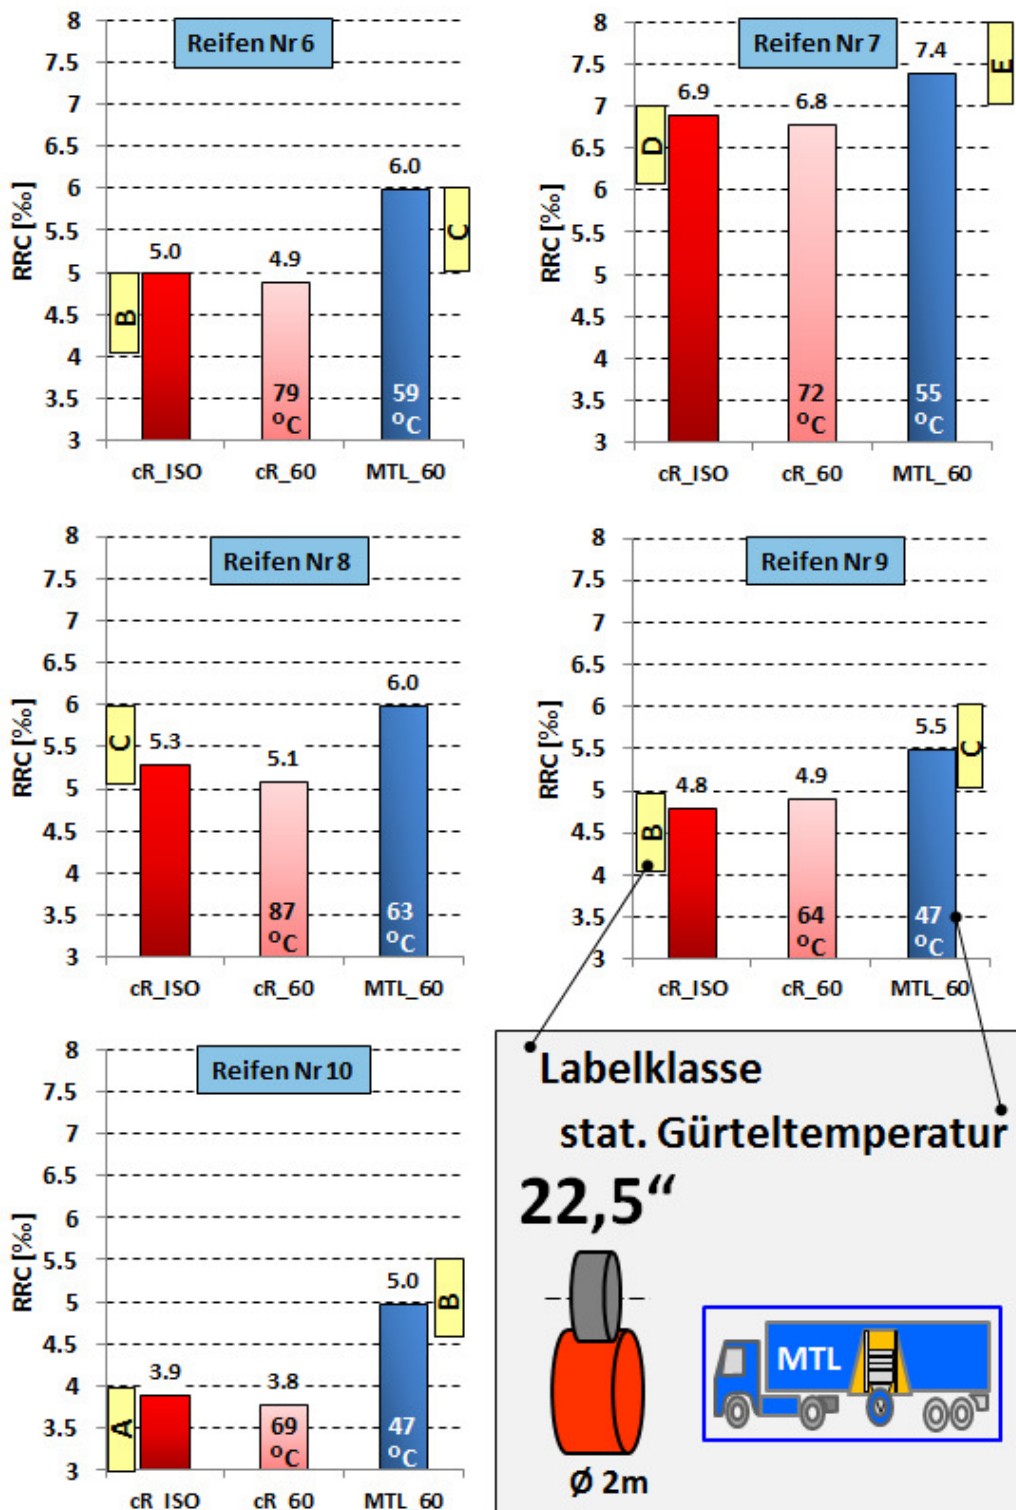 Reifen Nr 6
RRC [‰]
8
7.5
7
6.5
6
5.5
5
4.5
4
3.5
3
B
5.0
4.9
6.0
C
79
°C
59
°C
cR_ISO
cR_60
MTL_60
Reifen Nr 7
RRC [‰]
8
7.5
7
6.5
6
5.5
5
4.5
4
3.5
3
D
6.9
6.8
7.4
E
72
°C
55
°C
cR_ISO
cR_60
MTL_60
Reifen Nr 8
RRC [‰]
8
7.5
7
6.5
6
5.5
5
4.5
4
3.5
3
C
5.3
5.1
6.0
87
°C
63
°C
cR_ISO
cR_60
MTL_60
Reifen Nr 9
RRC [‰]
8
7.5
7
6.5
6
5.5
5
4.5
4
3.5
3
B
4.8
4.9
5.5
C
64
°C
47
°C
cR_ISO
cR_60
MTL_60
Reifen Nr 10
RRC [‰]
8
7.5
7
6.5
6
5.5
5
4.5
4
3.5
3
A
3.9
3.8
5.0
B
69
°C
47
°C
cR_ISO
cR_60
MTL_60
Labelklasse
stat. Gürteltemperatur
22,5“
MTL
Ø 2m